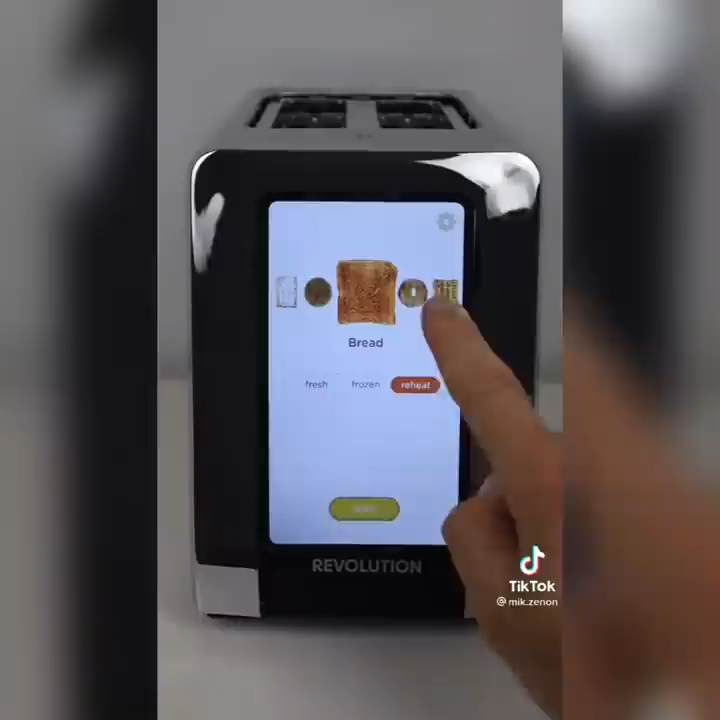 Bread
fresh frozen reheat
REVOLUTION
TikTok
@mik.zenon